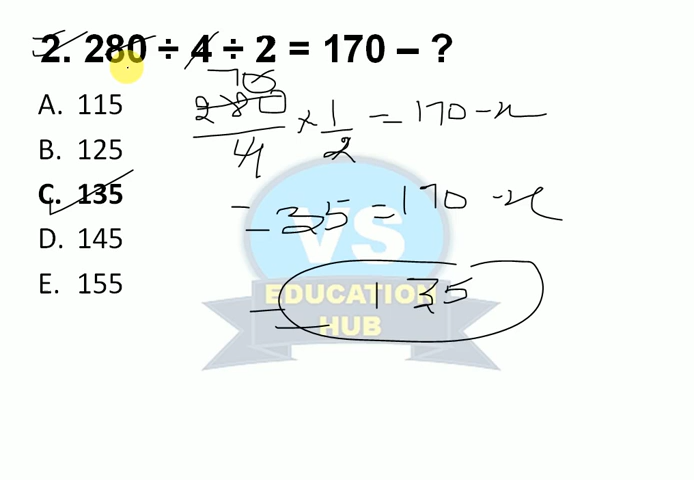 2. 280 ÷ 4 ÷ 2 = 170 – ?
A. 115
B. 125
C. 135
D. 145
E. 155
70
280/4 × 1/2 = 170 - x
= 35 = 170 - x
= 135
VS
EDUCATION
HUB